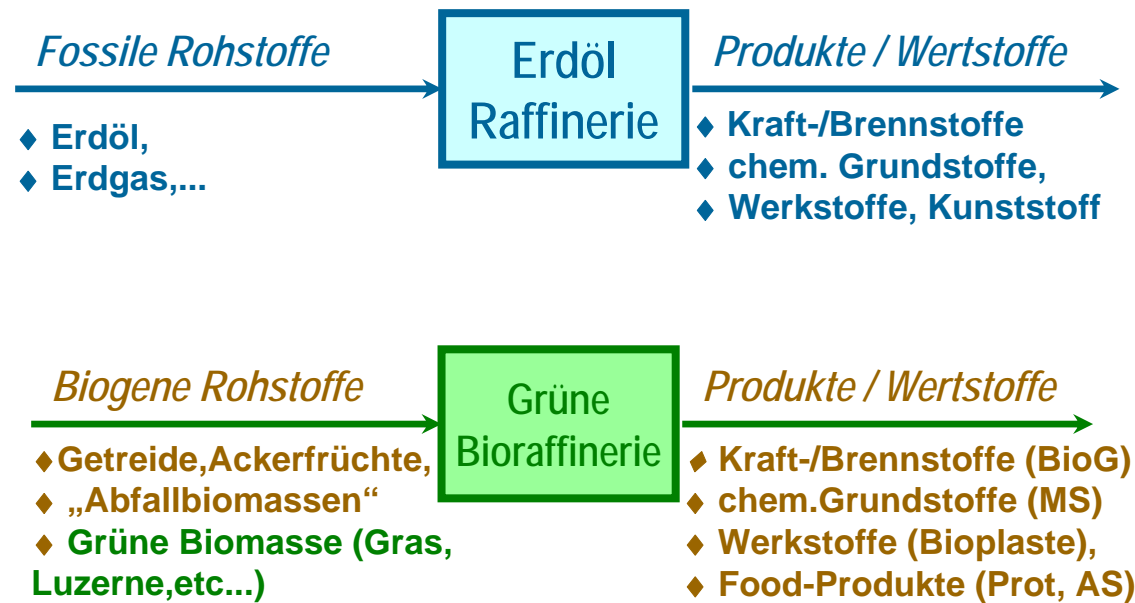 Fossile Rohstoffe
Erdöl
Raffinerie
Produkte / Wertstoffe
♦ Erdöl,
♦ Erdgas,...
♦ Kraft-/Brennstoffe
♦ chem. Grundstoffe,
♦ Werkstoffe, Kunststoff
Biogene Rohstoffe
Grüne
Bioraffinerie
Produkte / Wertstoffe
♦Getreide,Ackerfrüchte,
♦ „Abfallbiomassen“
♦ Grüne Biomasse (Gras,
Luzerne,etc...)
♦ Kraft-/Brennstoffe (BioG)
♦ chem.Grundstoffe (MS)
♦ Werkstoffe (Bioplaste),
♦ Food-Produkte (Prot, AS)